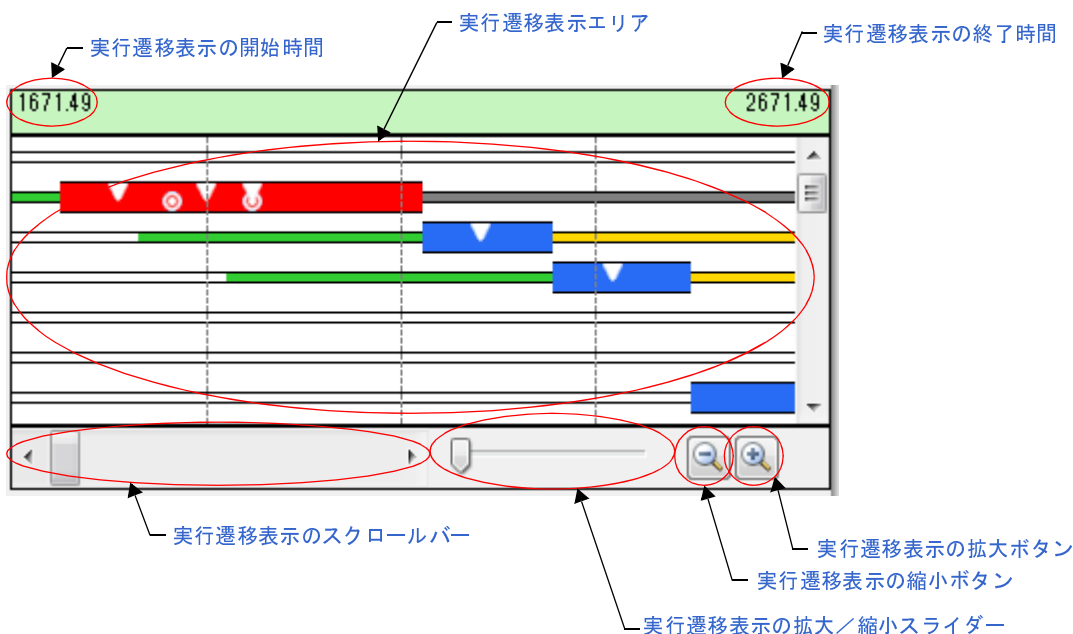 実行遷移表示エリア
実行遷移表示の開始時間
実行遷移表示の終了時間
1671.49
2671.49
実行遷移表示のスクロールバー
実行遷移表示の拡大ボタン
実行遷移表示の縮小ボタン
実行遷移表示の拡大／縮小スライダー